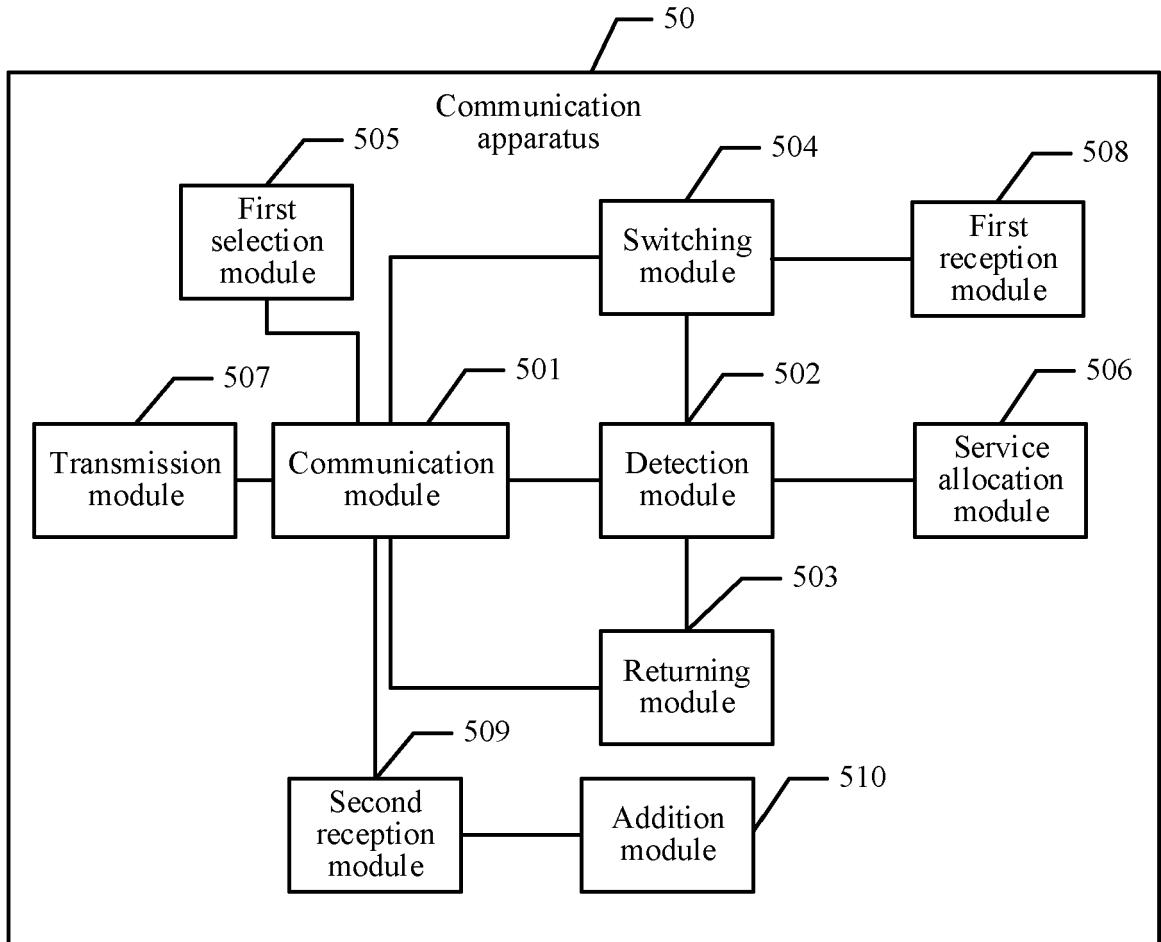 50
Communication
apparatus
505
504
508
First
selection
module
Switching
module
First
reception
module
507
501
502
506
Transmission
module
Communication
module
Detection
module
Service
allocation
module
503
Returning
module
509
510
Second
reception
module
Addition
module